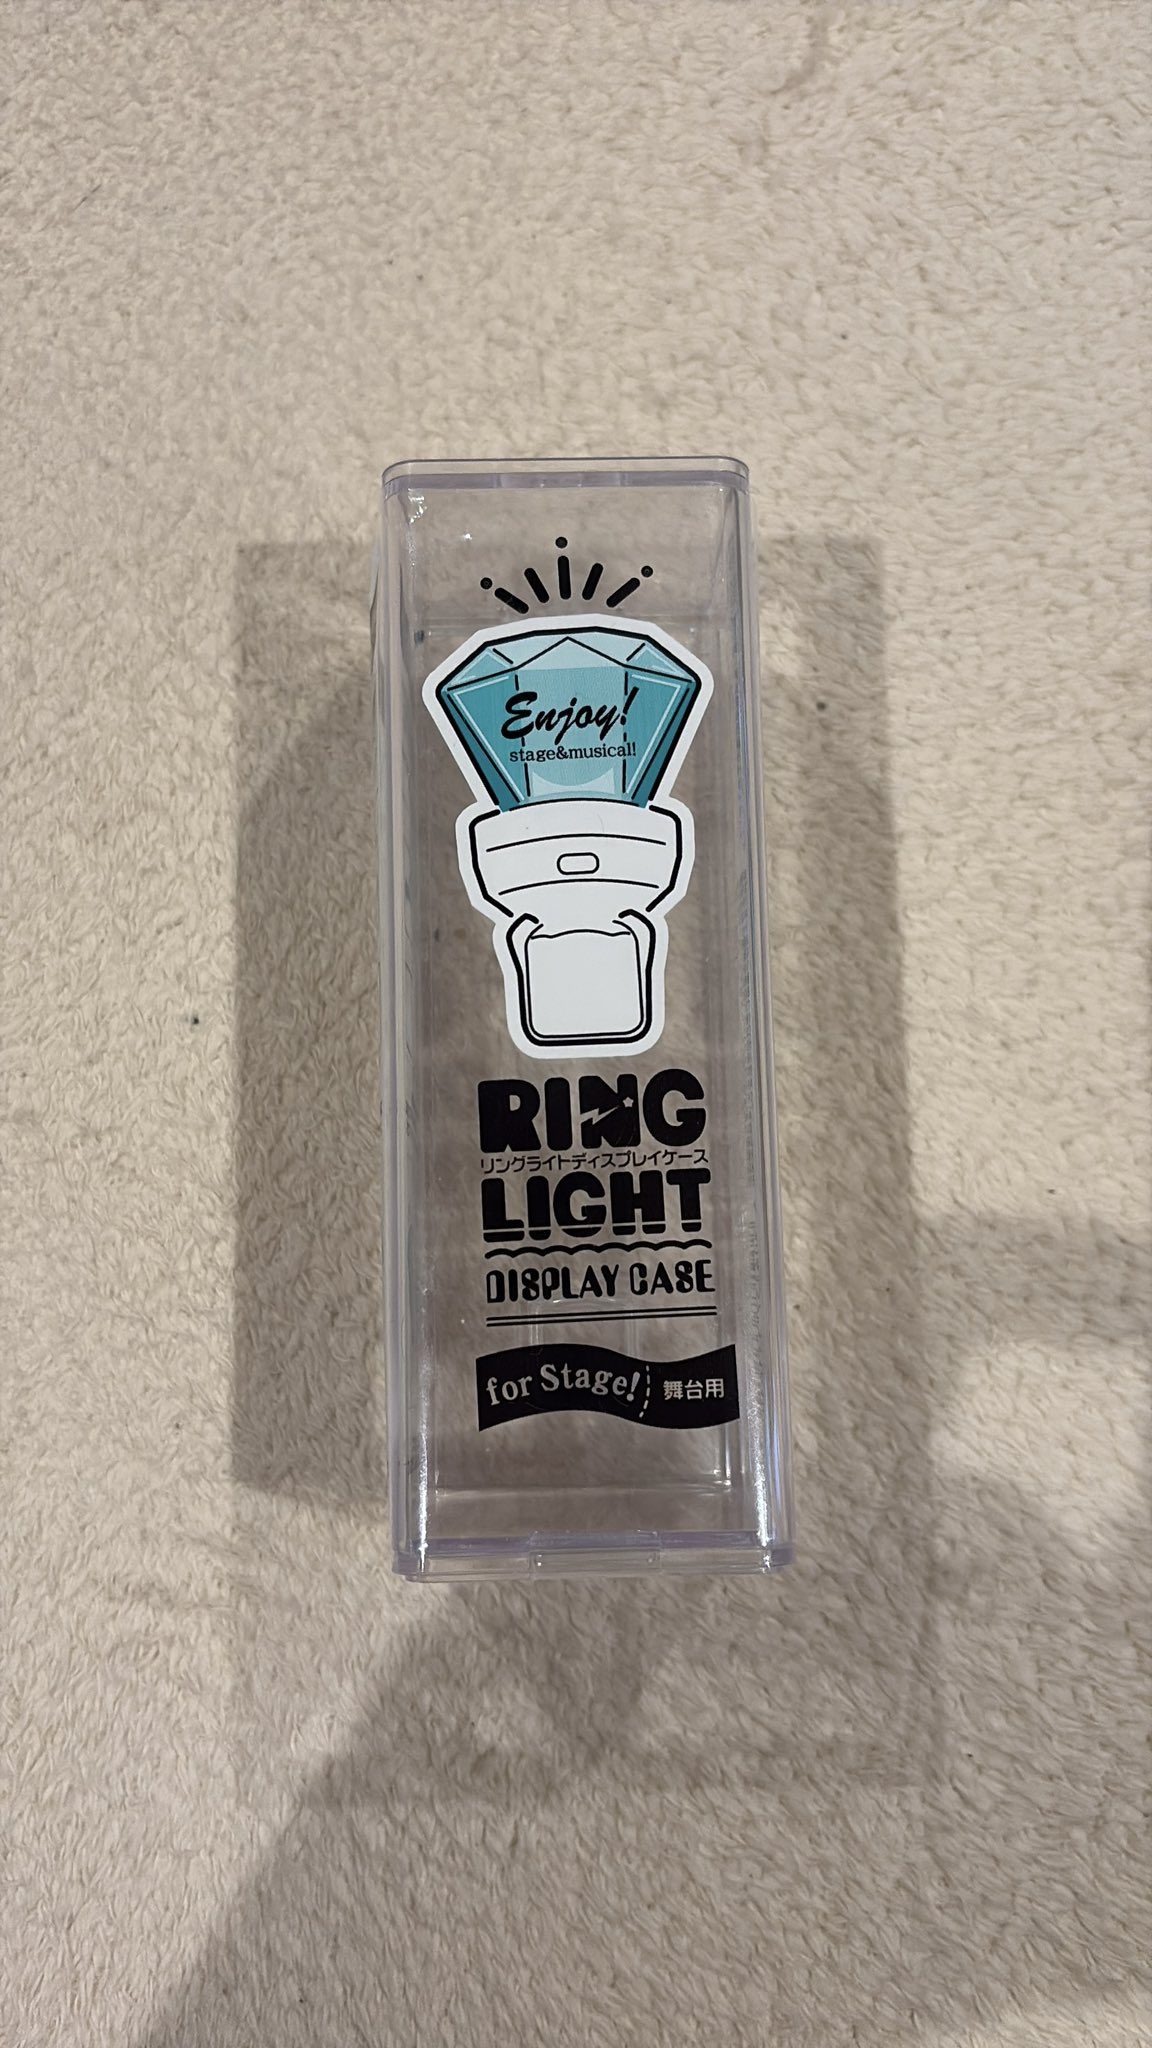 Enjoy!
stage&musical!
RING
リングライトディスプレイケース
LIGHT
DISPLAY CASE
for Stage! 舞台用